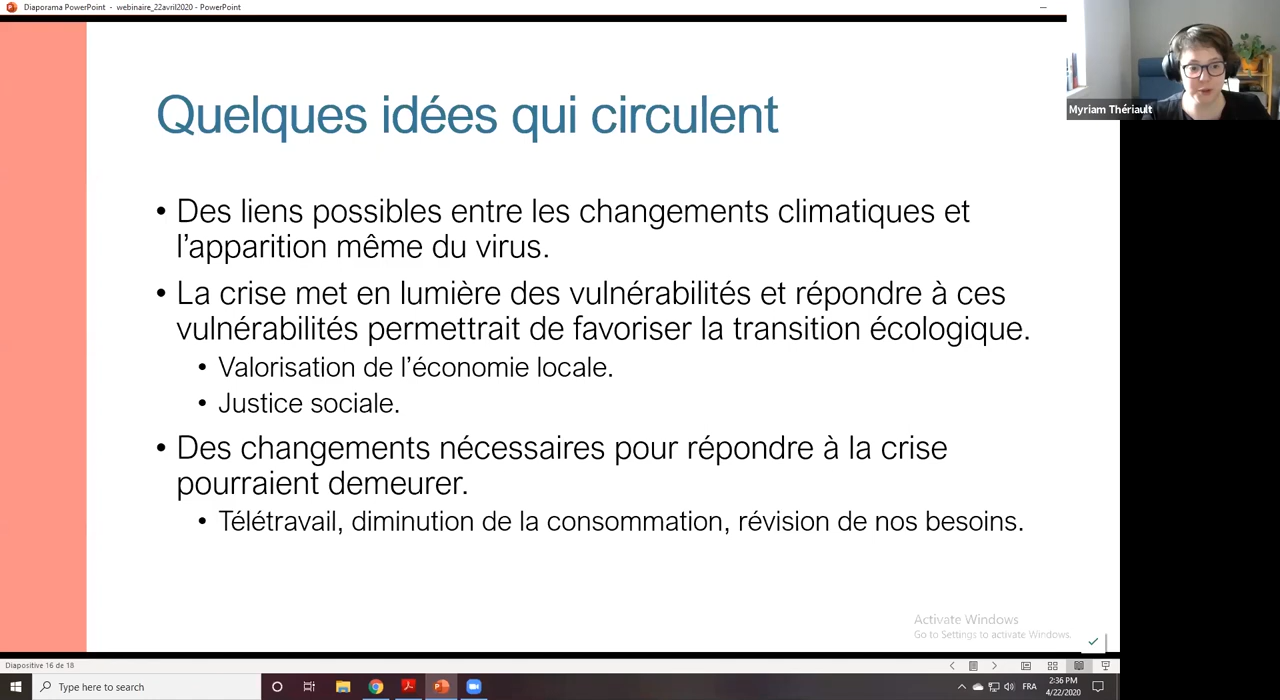 Diaporama PowerPoint - webinaire_22avril2020 - PowerPoint
Myriam Thériault
Quelques idées qui circulent
• Des liens possibles entre les changements climatiques et
l’apparition même du virus.
• La crise met en lumière des vulnérabilités et répondre à ces
vulnérabilités permettrait de favoriser la transition écologique.
• Valorisation de l’économie locale.
• Justice sociale.
• Des changements nécessaires pour répondre à la crise
pourraient demeurer.
• Télétravail, diminution de la consommation, révision de nos besoins.
Activate Windows
Go to Settings to activate Windows.
Diapositive 16 de 18
Type here to search
FRA
2:36 PM
4/22/2020